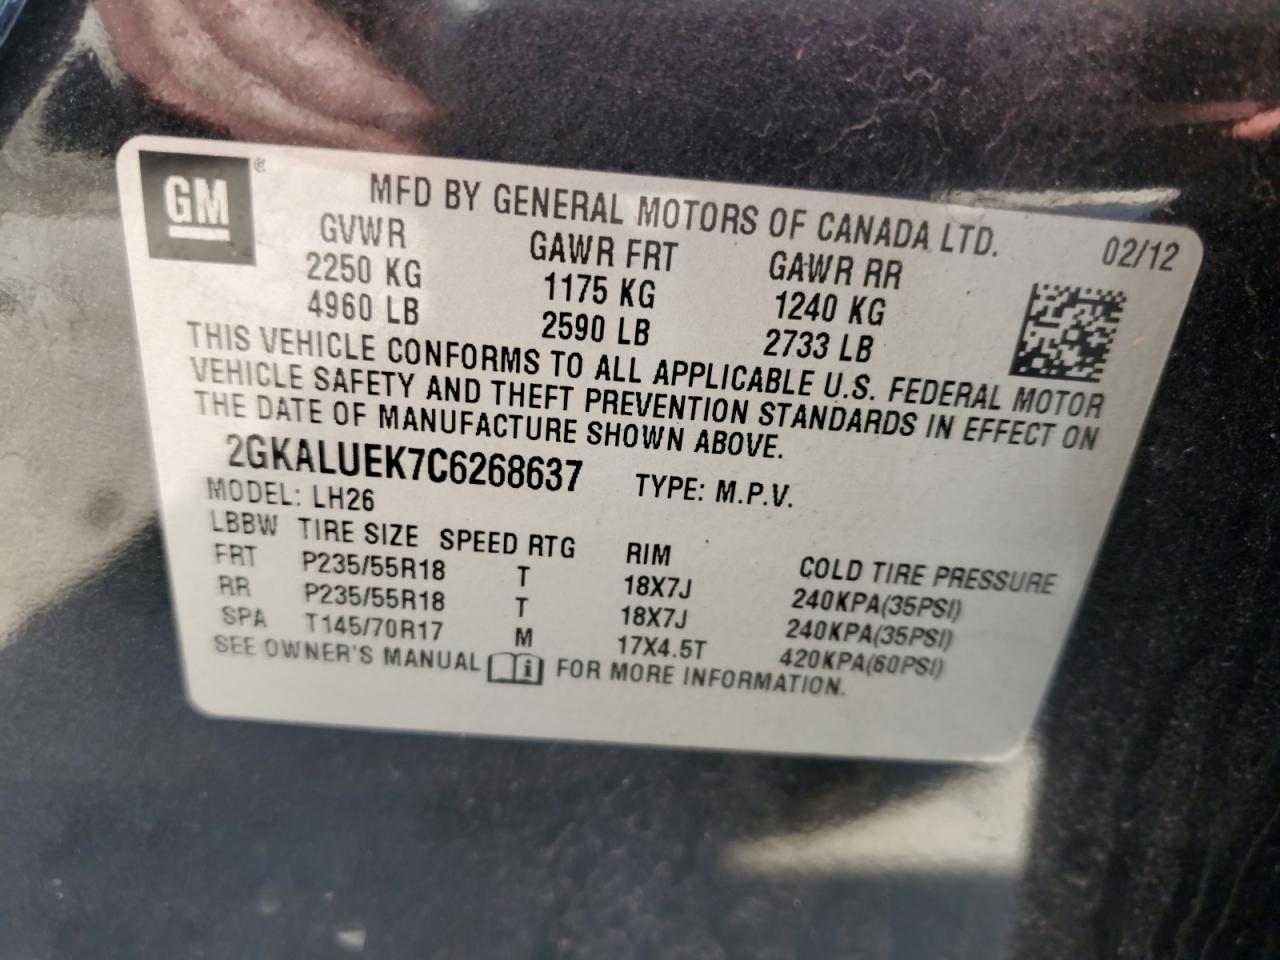 GM ®
MFD BY GENERAL MOTORS OF CANADA LTD.
02/12
GVWR GAWR FRT GAWR RR
2250 KG 1175 KG 1240 KG
4960 LB 2590 LB 2733 LB
THIS VEHICLE CONFORMS TO ALL APPLICABLE U.S. FEDERAL MOTOR
VEHICLE SAFETY AND THEFT PREVENTION STANDARDS IN EFFECT ON
THE DATE OF MANUFACTURE SHOWN ABOVE.
2GKALUEK7C6268637 TYPE: M.P.V.
MODEL: LH26
LBBW TIRE SIZE SPEED RTG RIM COLD TIRE PRESSURE
FRT P235/55R18 T 18X7J 240KPA(35PSI)
RR P235/55R18 T 18X7J 240KPA(35PSI)
SPA T145/70R17 M 17X4.5T 420KPA(60PSI)
SEE OWNER'S MANUAL i FOR MORE INFORMATION.